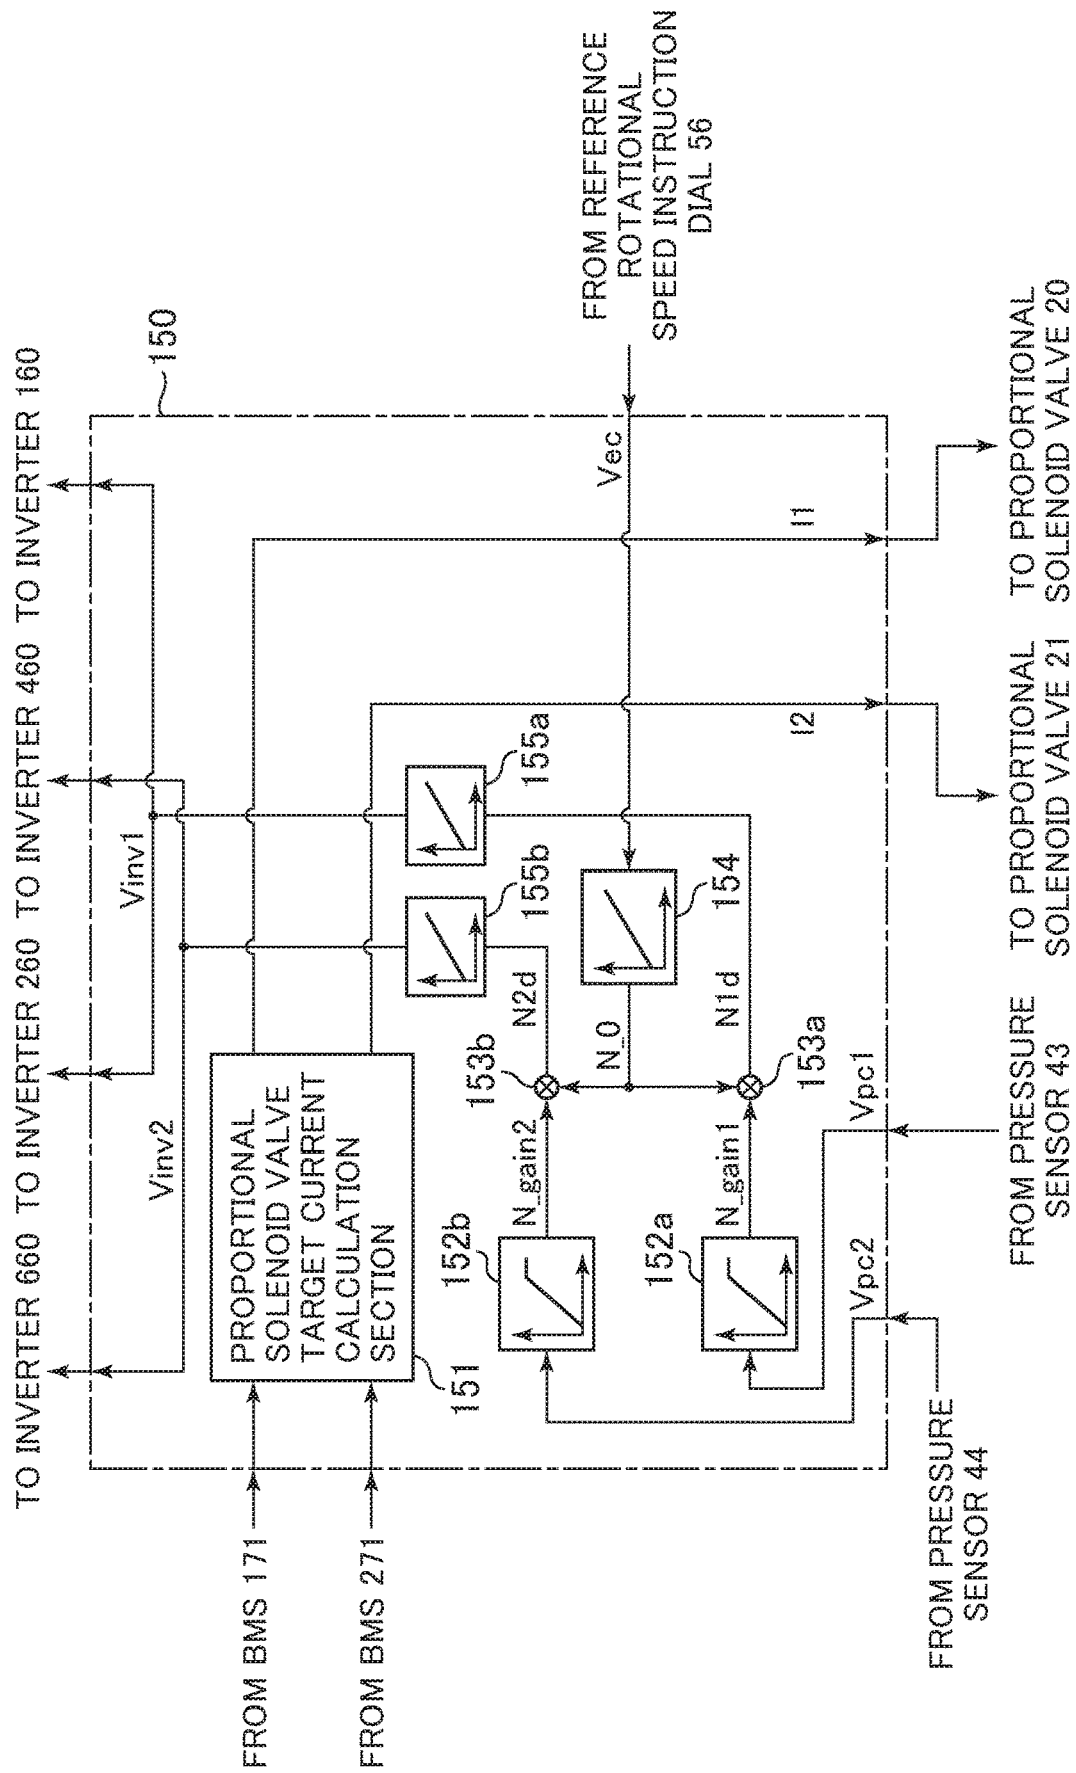 TO INVERTER 660
TO INVERTER 260
TO INVERTER 460
TO INVERTER 160
150
Vinv1
Vinv2
FROM BMS 171
FROM BMS 271
PROPORTIONAL
SOLENOID VALVE
TARGET CURRENT
CALCULATION
SECTION
151
155a
155b
152b
N_gain2
153b
N2d
N_0
154
Vec
FROM REFERENCE
ROTATIONAL
SPEED INSTRUCTION
DIAL 56
152a
N_gain1
153a
N1d
I2
I1
Vpc2
Vpc1
FROM PRESSURE
SENSOR 44
FROM PRESSURE
SENSOR 43
TO PROPORTIONAL
SOLENOID VALVE 21
TO PROPORTIONAL
SOLENOID VALVE 20